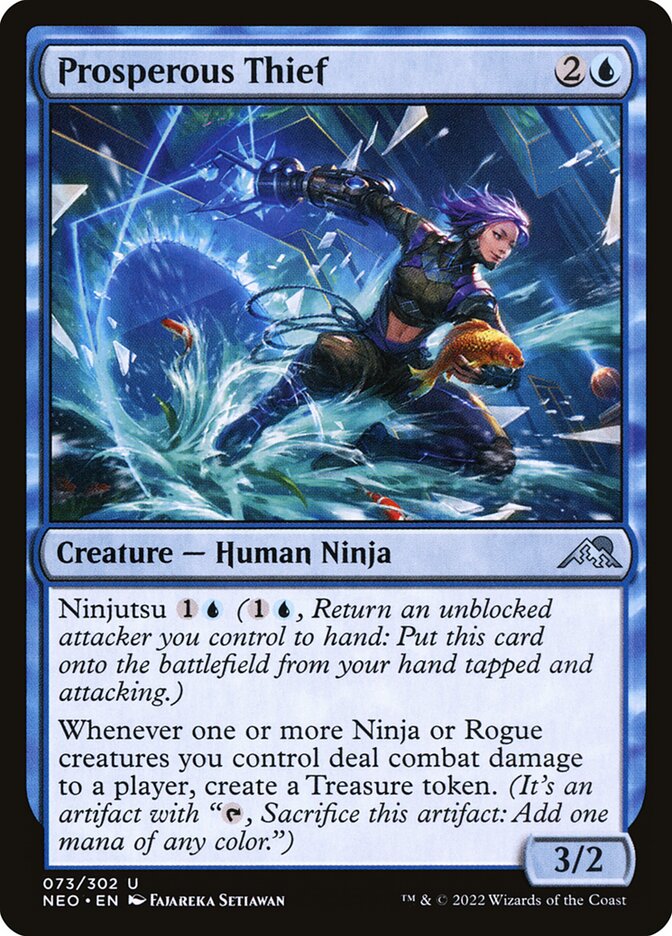 Prosperous Thief 2
Creature — Human Ninja
Ninjutsu 1 (1, Return an unblocked
attacker you control to hand: Put this card
onto the battlefield from your hand tapped and
attacking.)
Whenever one or more Ninja or Rogue
creatures you control deal combat damage
to a player, create a Treasure token. (It's an
artifact with “, Sacrifice this artifact: Add one
mana of any color.”)
3/2
073/302 U
NEO • EN Fajareka Setiawan ™ & © 2022 Wizards of the Coast